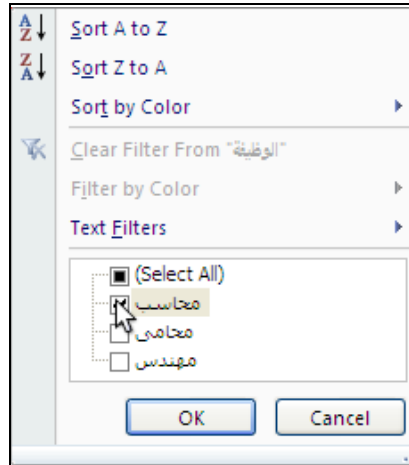 Sort A to Z
Sort Z to A
Sort by Color
Clear Filter From "الوظيفة"
Filter by Color
Text Filters
(Select All)
محاسب
محامى
مهندس
OK
Cancel